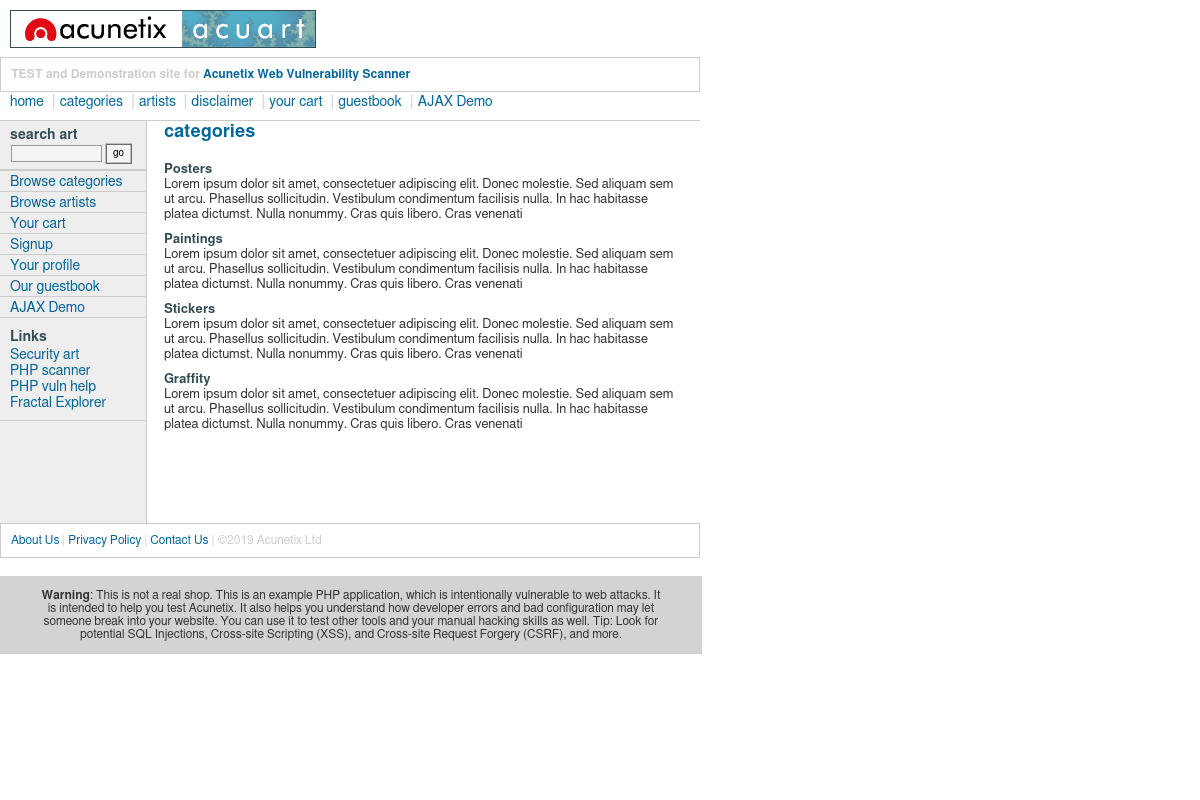 acunetix acuart
TEST and Demonstration site for Acunetix Web Vulnerability Scanner
home | categories | artists | disclaimer | your cart | guestbook | AJAX Demo
search art
go
Browse categories
Browse artists
Your cart
Signup
Your profile
Our guestbook
AJAX Demo
Links
Security art
PHP scanner
PHP vuln help
Fractal Explorer
categories
Posters
Lorem ipsum dolor sit amet, consectetuer adipiscing elit. Donec molestie. Sed aliquam sem
ut arcu. Phasellus sollicitudin. Vestibulum condimentum facilisis nulla. In hac habitasse
platea dictumst. Nulla nonummy. Cras quis libero. Cras venenati
Paintings
Lorem ipsum dolor sit amet, consectetuer adipiscing elit. Donec molestie. Sed aliquam sem
ut arcu. Phasellus sollicitudin. Vestibulum condimentum facilisis nulla. In hac habitasse
platea dictumst. Nulla nonummy. Cras quis libero. Cras venenati
Stickers
Lorem ipsum dolor sit amet, consectetuer adipiscing elit. Donec molestie. Sed aliquam sem
ut arcu. Phasellus sollicitudin. Vestibulum condimentum facilisis nulla. In hac habitasse
platea dictumst. Nulla nonummy. Cras quis libero. Cras venenati
Graffity
Lorem ipsum dolor sit amet, consectetuer adipiscing elit. Donec molestie. Sed aliquam sem
ut arcu. Phasellus sollicitudin. Vestibulum condimentum facilisis nulla. In hac habitasse
platea dictumst. Nulla nonummy. Cras quis libero. Cras venenati
About Us | Privacy Policy | Contact Us | ©2019 Acunetix Ltd
Warning: This is not a real shop. This is an example PHP application, which is intentionally vulnerable to web attacks. It
is intended to help you test Acunetix. It also helps you understand how developer errors and bad configuration may let
someone break into your website. You can use it to test other tools and your manual hacking skills as well. Tip: Look for
potential SQL Injections, Cross-site Scripting (XSS), and Cross-site Request Forgery (CSRF), and more.